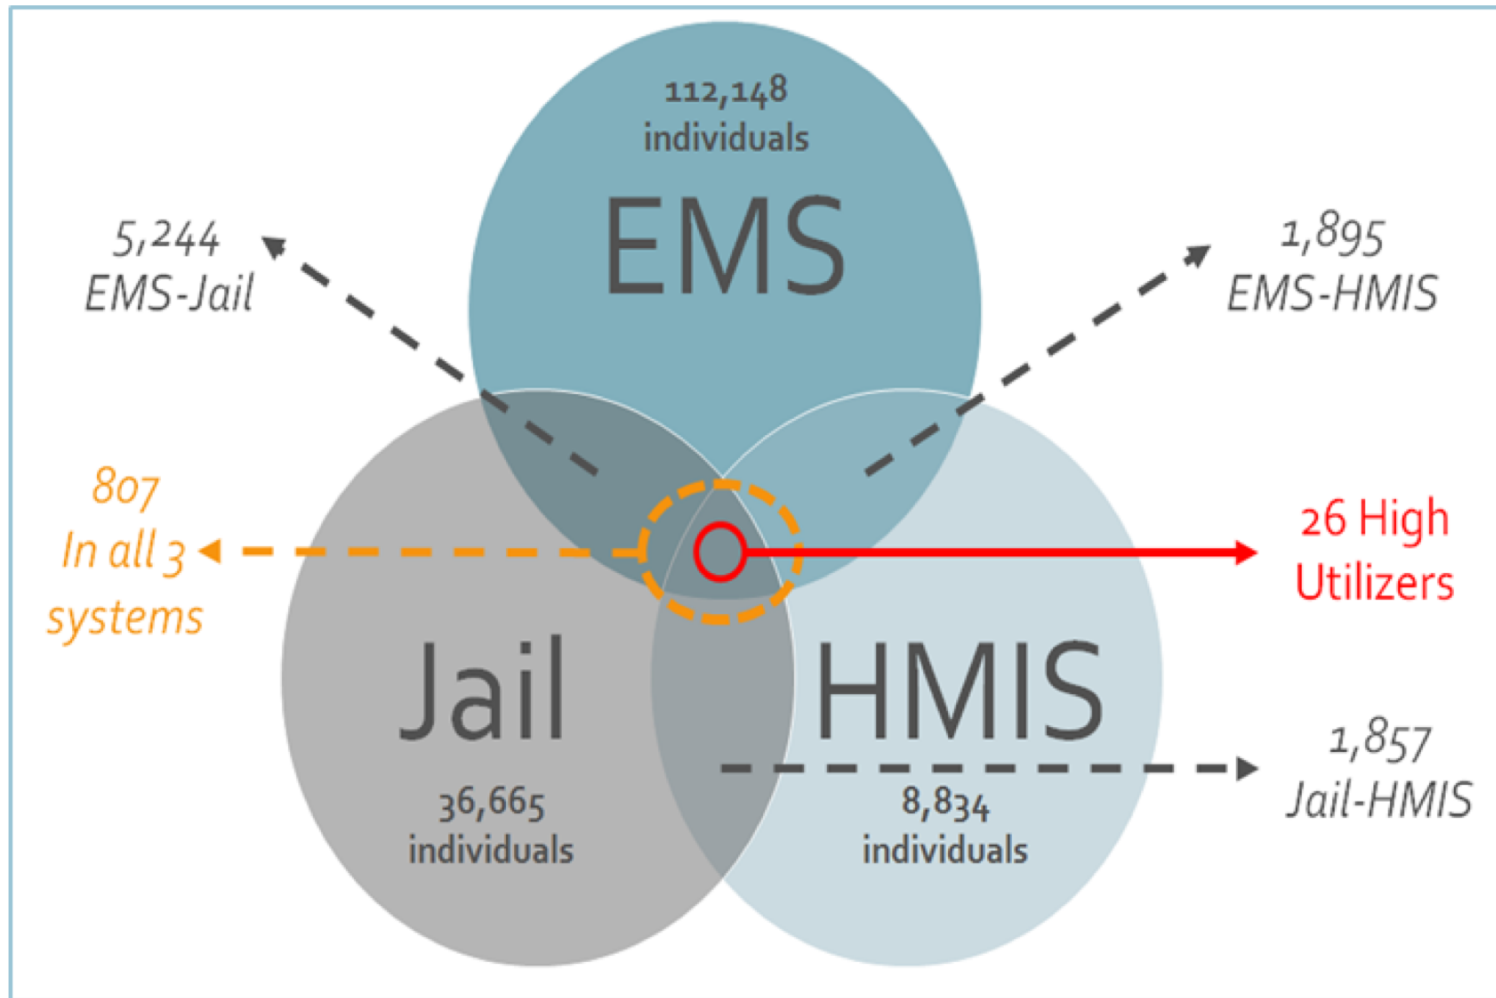 112,148
individuals
EMS
5,244
EMS-Jail
1,895
EMS-HMIS
807
In all 3
systems
26 High
Utilizers
Jail
36,665
individuals
HMIS
8,834
individuals
1,857
Jail-HMIS